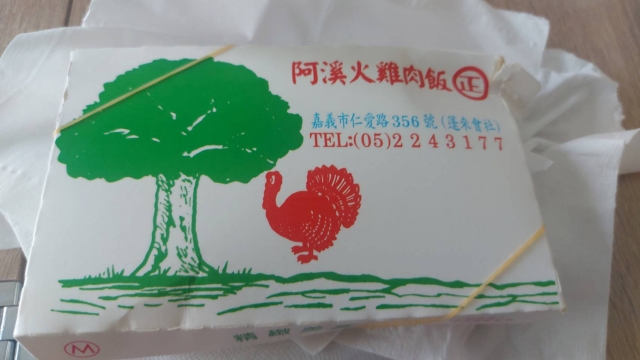 阿溪火雞肉飯 正
嘉義市仁愛路356號(蓬來會社)
TEL:(05)2243177
M